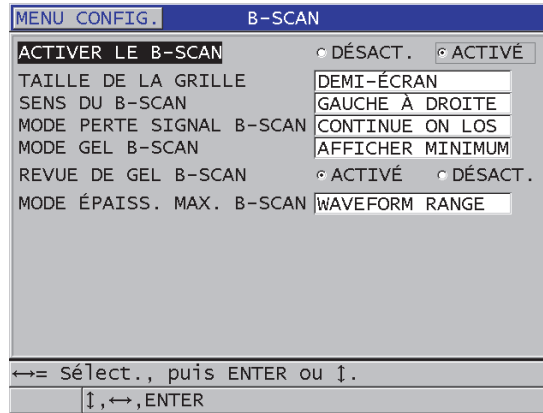 MENU CONFIG. B-SCAN
ACTIVER LE B-SCAN DÉSACT. ACTIVÉ
TAILLE DE LA GRILLE DEMI-ÉCRAN
SENS DU B-SCAN GAUCHE À DROITE
MODE PERTE SIGNAL B-SCAN CONTINUE ON LOS
MODE GEL B-SCAN AFFICHER MINIMUM
REVUE DE GEL B-SCAN ACTIVÉ DÉSACT.
MODE ÉPAISS. MAX. B-SCAN WAVEFORM RANGE
↔= Sélect., puis ENTER ou ↕.
↕,↔,ENTER